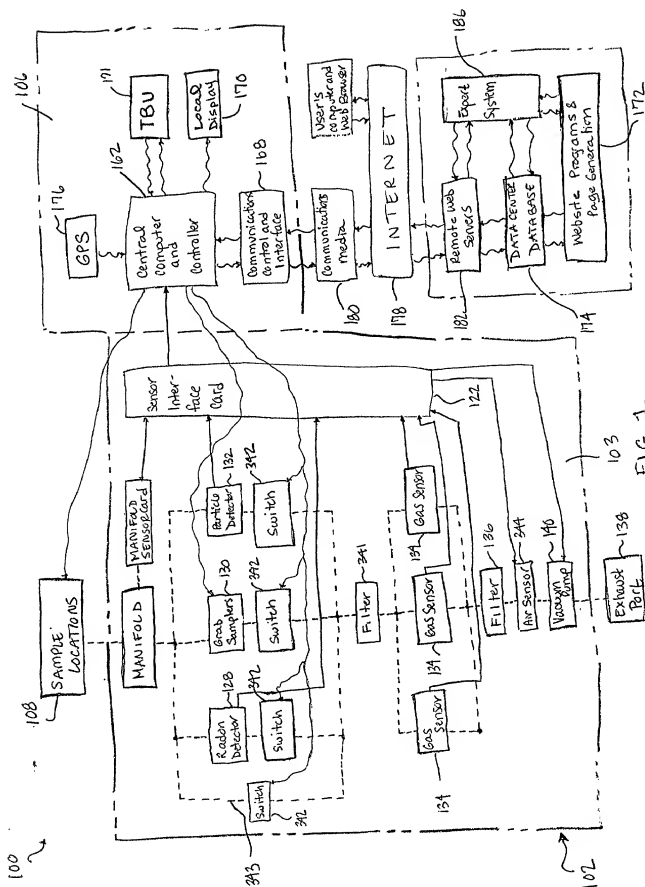 100
108
SAMPLE
LOCATIONS
MANIFOLD
MANIFOLD
SENSOR CARD
Sensor
Inter-
face
Card
343
Switch
342
Radon
Detector
128
Switch
342
Grab
Samplers
130
Switch
342
Particle
Detector
132
Switch
342
Filter
341
Gas Sensor
134
Gas Sensor
134
Gas Sensor
134
122
Filter
136
Air Sensor
344
Vacuum
Pump
140
Exhaust
Port
138
102
103
FIG 1
176
GPS
106
162
Central
Computer
and
Controller
171
TBU
Local
Display
170
Communications
Control and
Interface
168
Communications
Media
180
User's
Computer and
Web Browser
INTERNET
178
Remote Web
Servers
182
Expert
System
186
DATA CENTER
DATABASE
174
Website Programs &
Page Generation
172